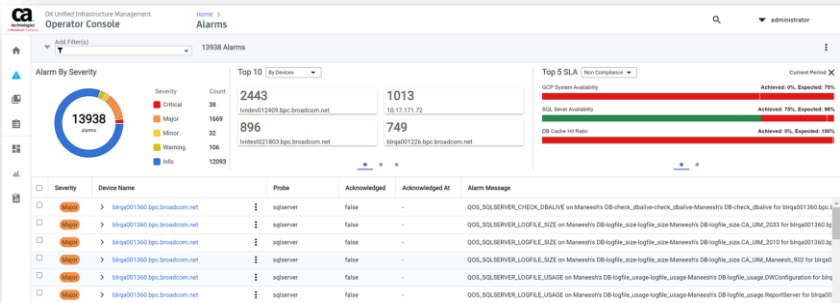 ca
technologies
A Broadcom Company
DX Unified Infrastructure Management
Operator Console
Home >
Alarms
administrator
Add Filter(s)
13938 Alarms
Alarm By Severity
13938
alarms
Severity Count
Critical 38
Major 1669
Minor 32
Warning 106
Info 12093
Top 10 By Devices
2443
lvndev012409.bpc.broadcom.net
1013
10.17.171.72
896
lvntest021803.bpc.broadcom.net
749
blrqa001226.bpc.broadcom.net
Top 5 SLA Non Compliance Current Period X
GCP System Availability Achieved: 0%, Expected: 70%
SQL Sever Availability Achieved: 75%, Expected: 98%
DB Cache Hit Ratio Achieved: 0%, Expected: 100%
Severity Device Name Probe Acknowledged Acknowledged At Alarm Message
Major > blrqa001360.bpc.broadcom.net sqlserver false - QOS_SQLSERVER_CHECK_DBALIVE on Maneesh's DB-check_dbalive-check_dbalive-Maneesh's DB-check_dbalive for blrqa001360.bpc.l
Major > blrqa001360.bpc.broadcom.net sqlserver false - QOS_SQLSERVER_LOGFILE_SIZE on Maneesh's DB-logfile_size-logfile_size-Maneesh's DB-logfile_size.CA_UIM_2033 for blrqa001360.bp
Major > blrqa001360.bpc.broadcom.net sqlserver false - QOS_SQLSERVER_LOGFILE_SIZE on Maneesh's DB-logfile_size-logfile_size-Maneesh's DB-logfile_size.CA_UIM_2010 for blrqa001360.bp
Major > blrqa001360.bpc.broadcom.net sqlserver false - QOS_SQLSERVER_LOGFILE_SIZE on Maneesh's DB-logfile_size-logfile_size-Maneesh's DB-logfile_size.CA_UIM_Maneesh_902 for blrqa0
Major > blrqa001360.bpc.broadcom.net sqlserver false - QOS_SQLSERVER_LOGFILE_USAGE on Maneesh's DB-logfile_usage-logfile_usage-Maneesh's DB-logfile_usage.DWConfiguration for blrqa0
Major > blrqa001360.bpc.broadcom.net sqlserver false - QOS_SQLSERVER_LOGFILE_USAGE on Maneesh's DB-logfile_usage-logfile_usage-Maneesh's DB-logfile_usage.ReportServer for blrqa00